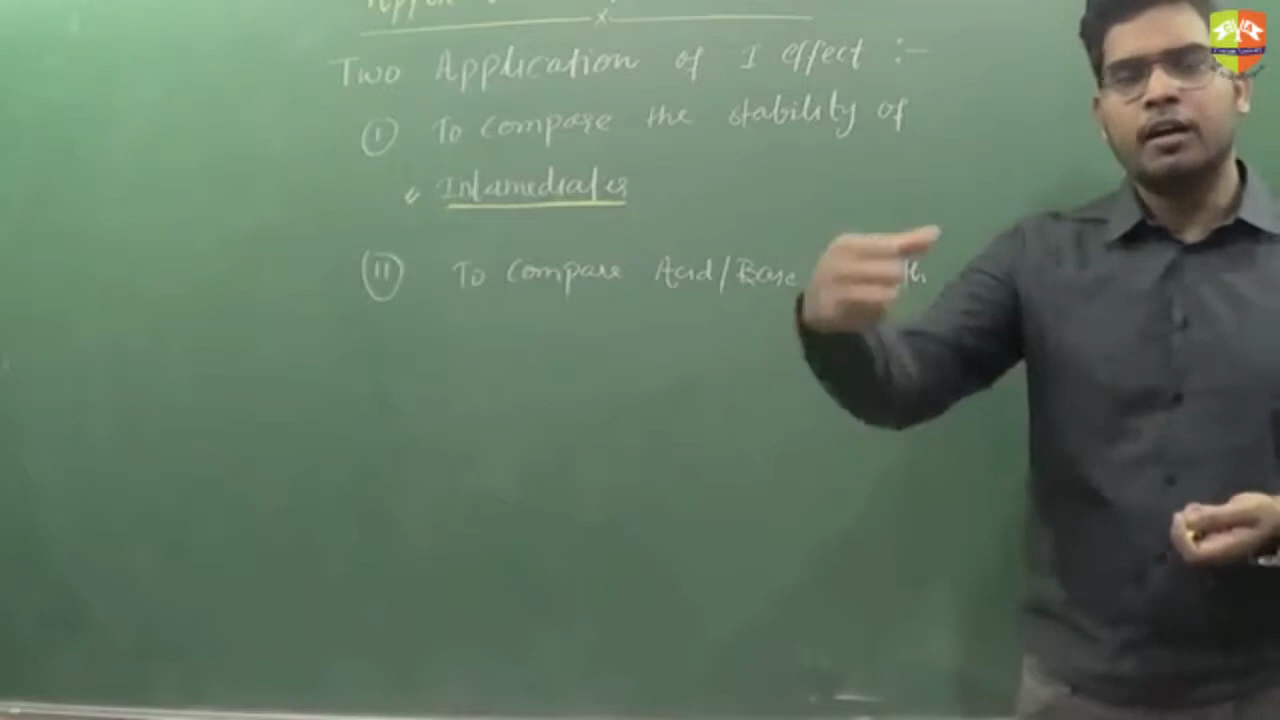 Two Application of I effect :-
(I) To Compare the stability of
Intermediates
(II) To Compare Acid/Base